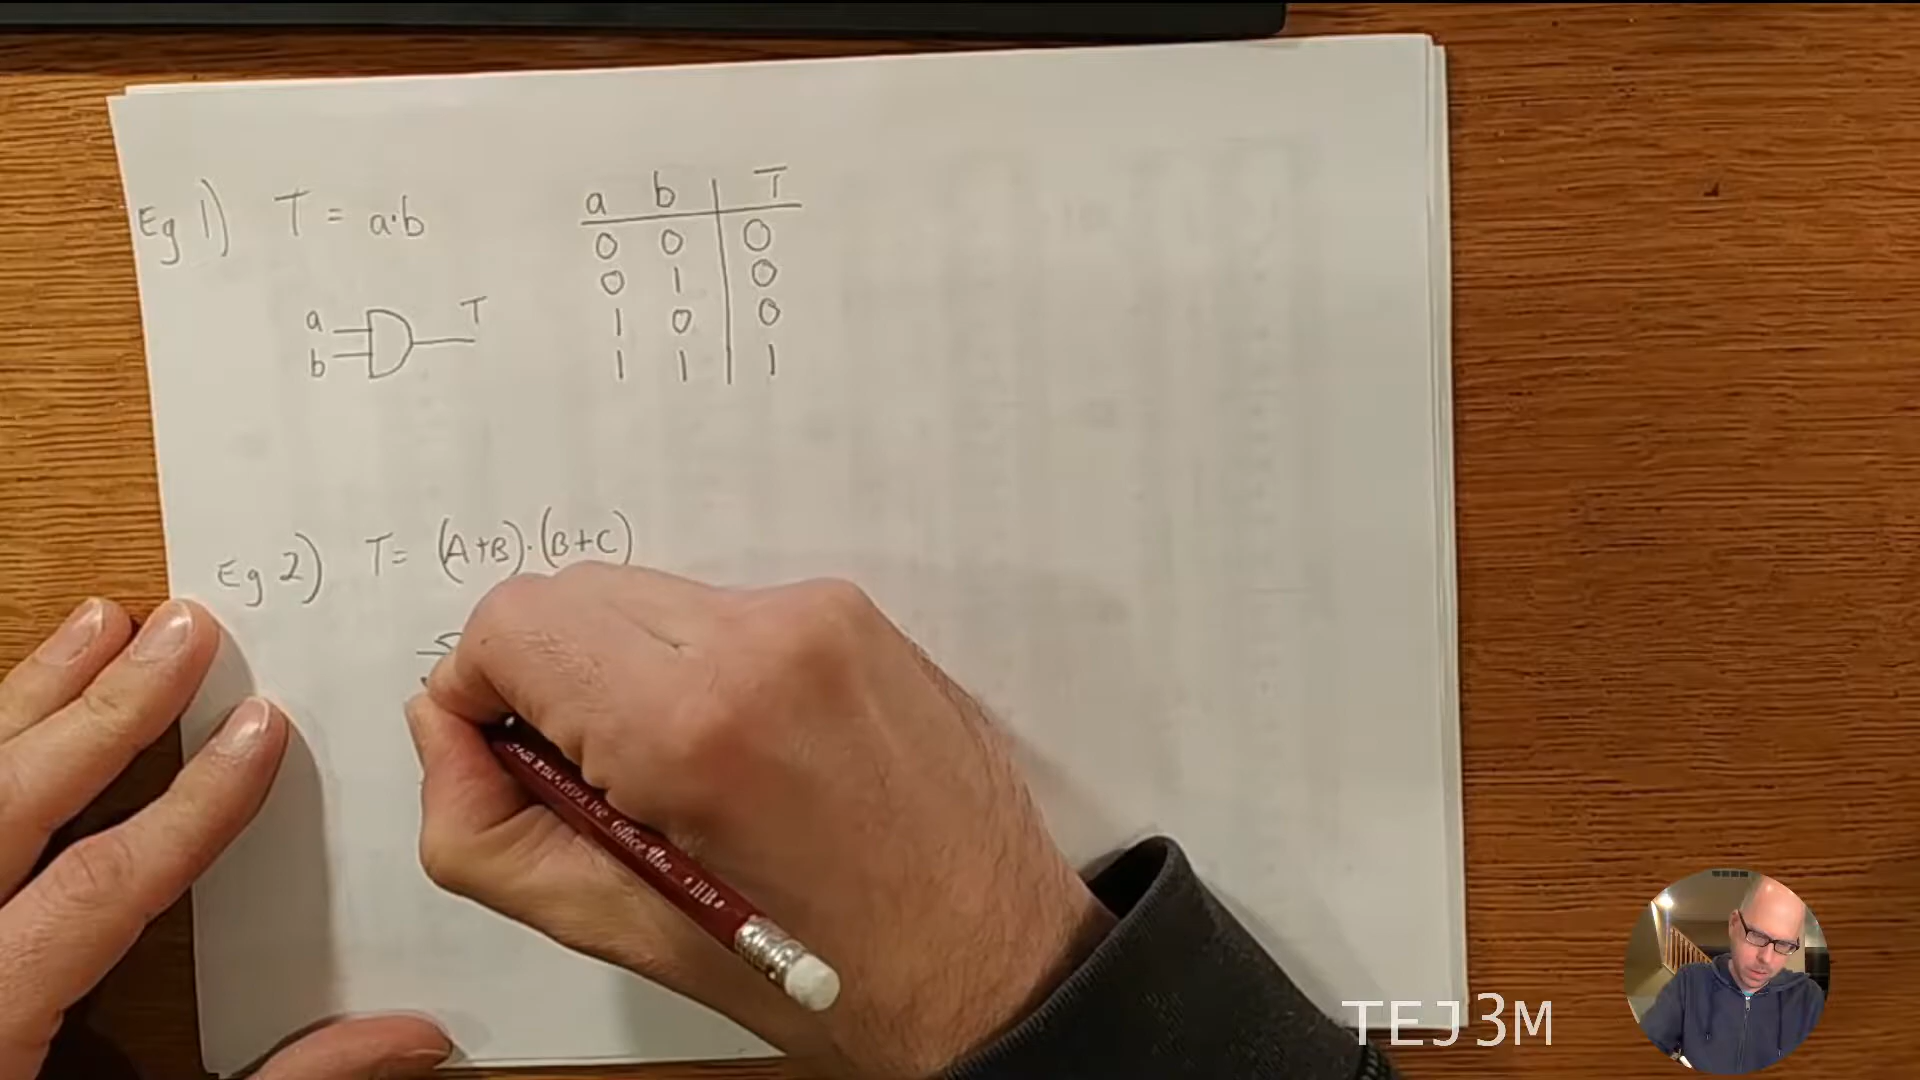 Eg 1) T = a·b
a b T
0 0 0
0 1 0
1 0 0
1 1 1
a T
b
Eg 2) T = (A+B)·(B+C)
Office Use • HB •
TEJ3M